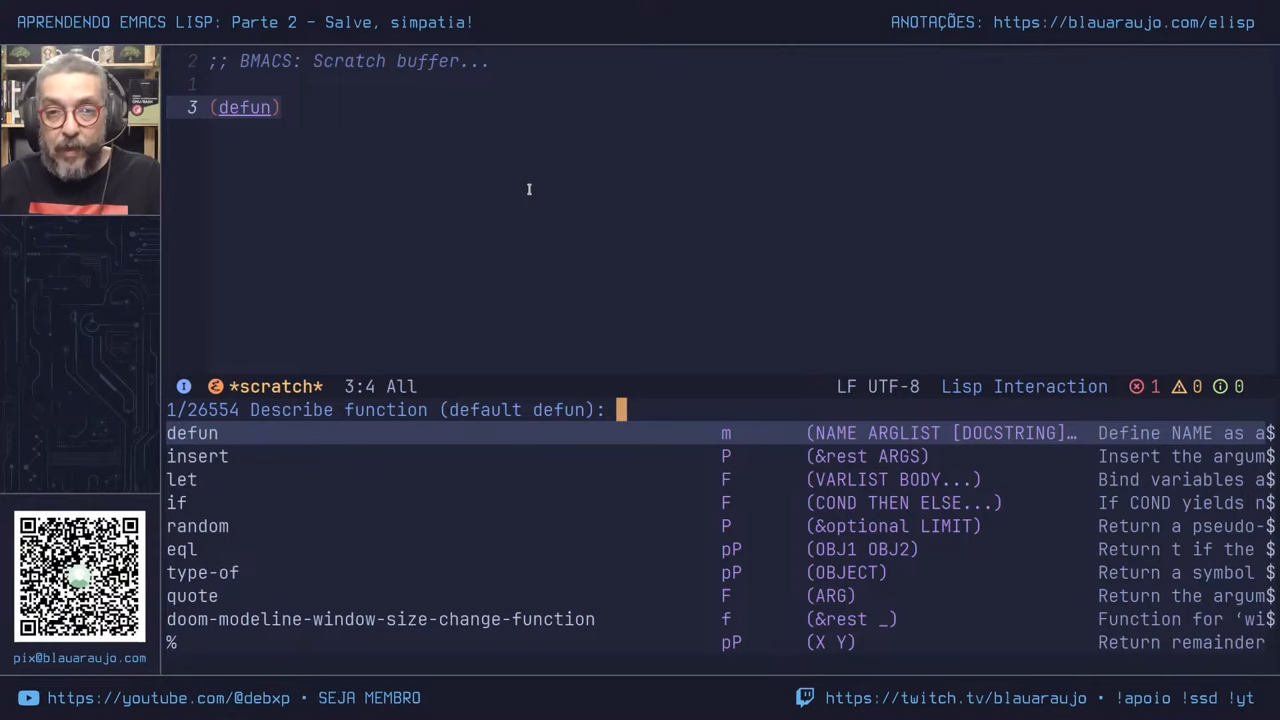 APRENDENDO EMACS LISP: Parte 2 - Salve, simpatia!
ANOTAÇÕES: https://blauaraujo.com/elisp
2 ;; BMACS: Scratch buffer...
1
3 (defun)
*scratch* 3:4 All LF UTF-8 Lisp Interaction 1 0 0
1/26554 Describe function (default defun):
defun m (NAME ARGLIST [DOCSTRING]… Define NAME as a$
insert P (&rest ARGS) Insert the argum$
let F (VARLIST BODY...) Bind variables a$
if F (COND THEN ELSE...) If COND yields n$
random P (&optional LIMIT) Return a pseudo-$
eql pP (OBJ1 OBJ2) Return t if the $
type-of pP (OBJECT) Return a symbol $
quote F (ARG) Return the argum$
doom-modeline-window-size-change-function f (&rest _) Function for ‘wi$
% pP (X Y) Return remainder $
pix@blauaraujo.com
https://youtube.com/@debxp • SEJA MEMBRO
https://twitch.tv/blauaraujo • !apoio !ssd !yt